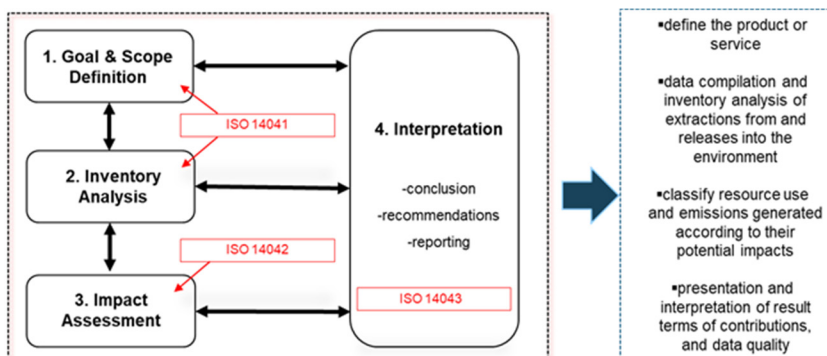 1. Goal & Scope
Definition
ISO 14041
2. Inventory
Analysis
ISO 14042
3. Impact
Assessment
4. Interpretation
-conclusion
-recommendations
-reporting
ISO 14043
▪define the product or
service
▪data compilation and
inventory analysis of
extractions from and
releases into the
environment
▪classify resource use
and emissions generated
according to their
potential impacts
▪presentation and
interpretation of result
terms of contributions,
and data quality